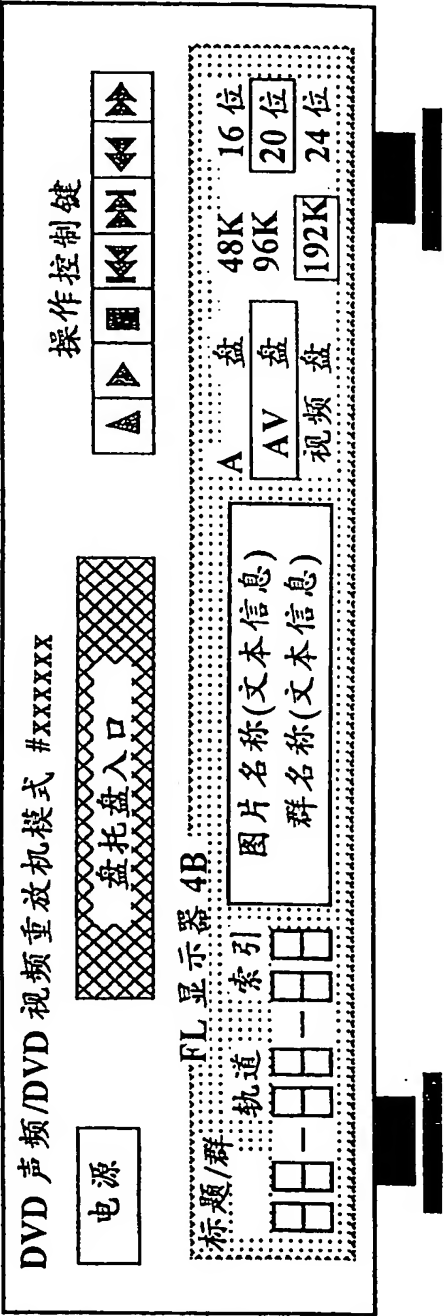 DVD 声频/DVD 视频重放机模式 #XXXXXX
操作控制键
电源
盘托盘入口
FL 显示器 4B
标题/群 轨道 索引
图片名称(文本信息)
群名称(文本信息)
A 盘 48K 16 位
AV 盘 96K 20 位
视频 盘 192K 24 位